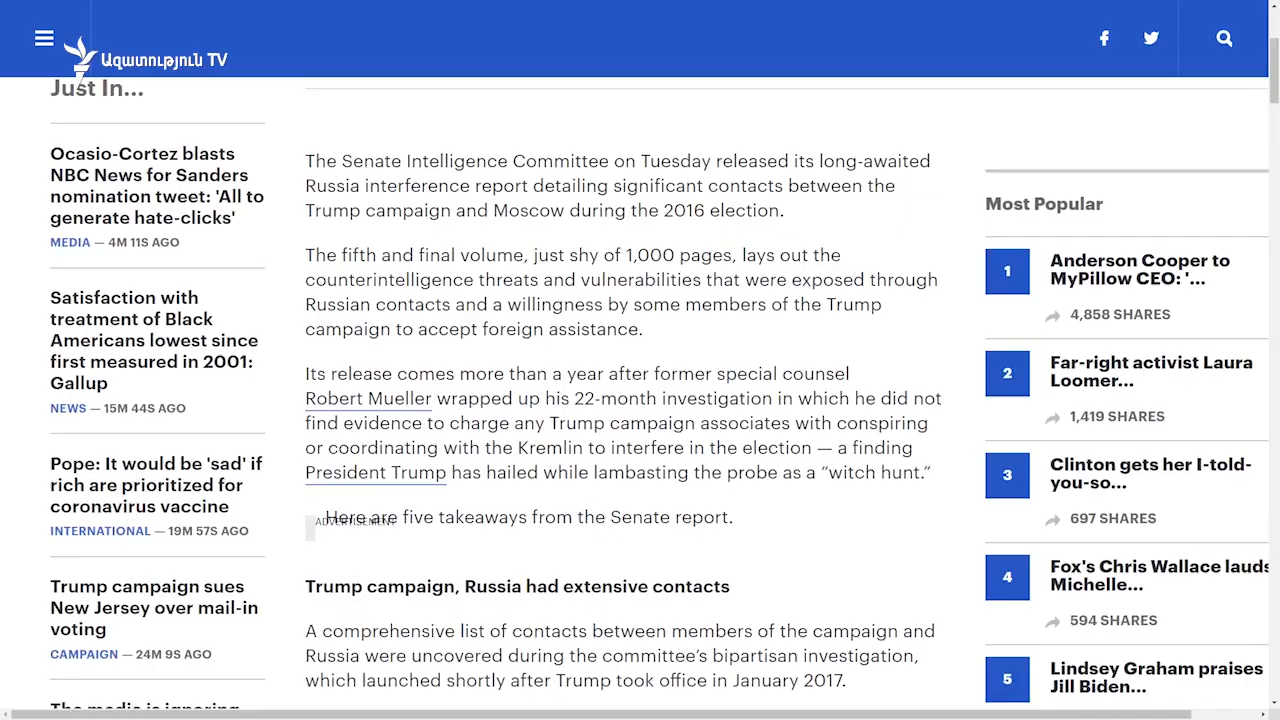 Ազատություն TV
Just In...
Ocasio-Cortez blasts
NBC News for Sanders
nomination tweet: 'All to
generate hate-clicks'
MEDIA — 4M 11S AGO
Satisfaction with
treatment of Black
Americans lowest since
first measured in 2001:
Gallup
NEWS — 15M 44S AGO
Pope: It would be 'sad' if
rich are prioritized for
coronavirus vaccine
INTERNATIONAL — 19M 57S AGO
Trump campaign sues
New Jersey over mail-in
voting
CAMPAIGN — 24M 9S AGO
The media is ignoring
The Senate Intelligence Committee on Tuesday released its long-awaited
Russia interference report detailing significant contacts between the
Trump campaign and Moscow during the 2016 election.
The fifth and final volume, just shy of 1,000 pages, lays out the
counterintelligence threats and vulnerabilities that were exposed through
Russian contacts and a willingness by some members of the Trump
campaign to accept foreign assistance.
Its release comes more than a year after former special counsel
Robert Mueller wrapped up his 22-month investigation in which he did not
find evidence to charge any Trump campaign associates with conspiring
or coordinating with the Kremlin to interfere in the election — a finding
President Trump has hailed while lambasting the probe as a “witch hunt.”
Here are five takeaways from the Senate report.
ADVERTISEMENT
Trump campaign, Russia had extensive contacts
A comprehensive list of contacts between members of the campaign and
Russia were uncovered during the committee’s bipartisan investigation,
which launched shortly after Trump took office in January 2017.
Most Popular
1
Anderson Cooper to
MyPillow CEO: '...
4,858 SHARES
2
Far-right activist Laura
Loomer...
1,419 SHARES
3
Clinton gets her I-told-
you-so...
697 SHARES
4
Fox's Chris Wallace lauds
Michelle...
594 SHARES
5
Lindsey Graham praises
Jill Biden...